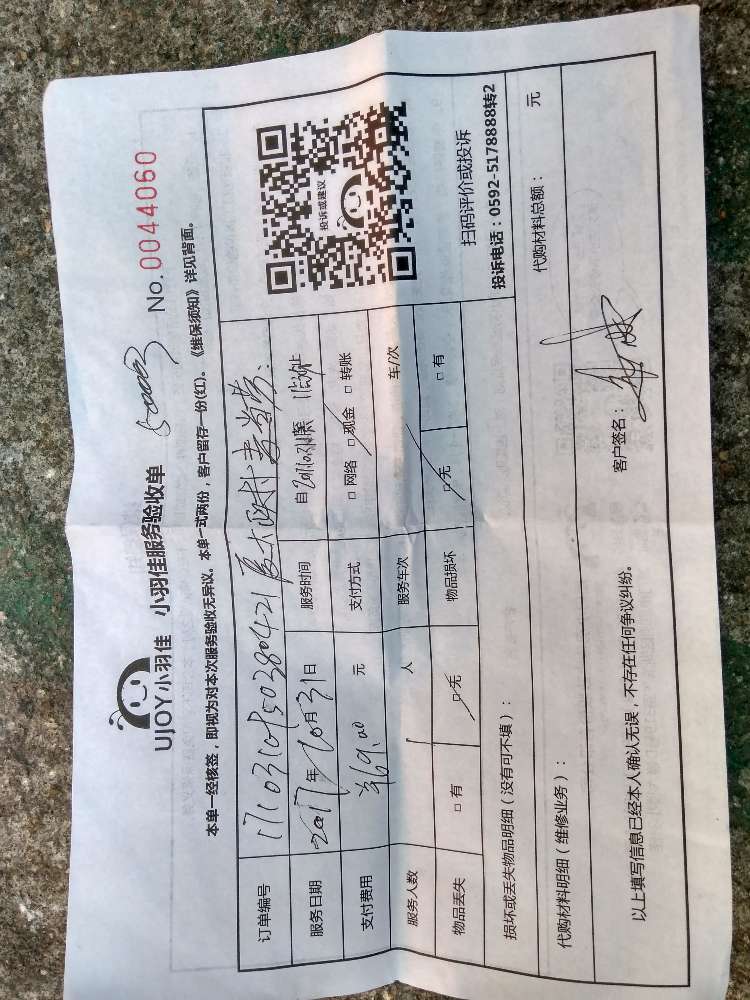 UJOY小羽佳 小羽佳服务验收单 No.0044060
本单一经核签，即视为对本次服务验收无异议。本单一式两份，客户留存一份(红)。《维保须知》详见背面。
订单编号
服务日期 2017年10月31日 服务时间 自
支付费用 ¥69.00 元 支付方式 □网络 □现金 □转账
服务人数 1 人 服务车次 车/次
物品丢失 □有 □无 物品损坏 □无 □有
投诉或建议
扫码评价或投诉
投诉电话：0592-5178888转2
损坏或丢失物品明细（没有可不填）：
代购材料明细（维修业务）： 代购材料总额： 元
以上填写信息已经本人确认无误，不存在任何争议纠纷。 客户签名：